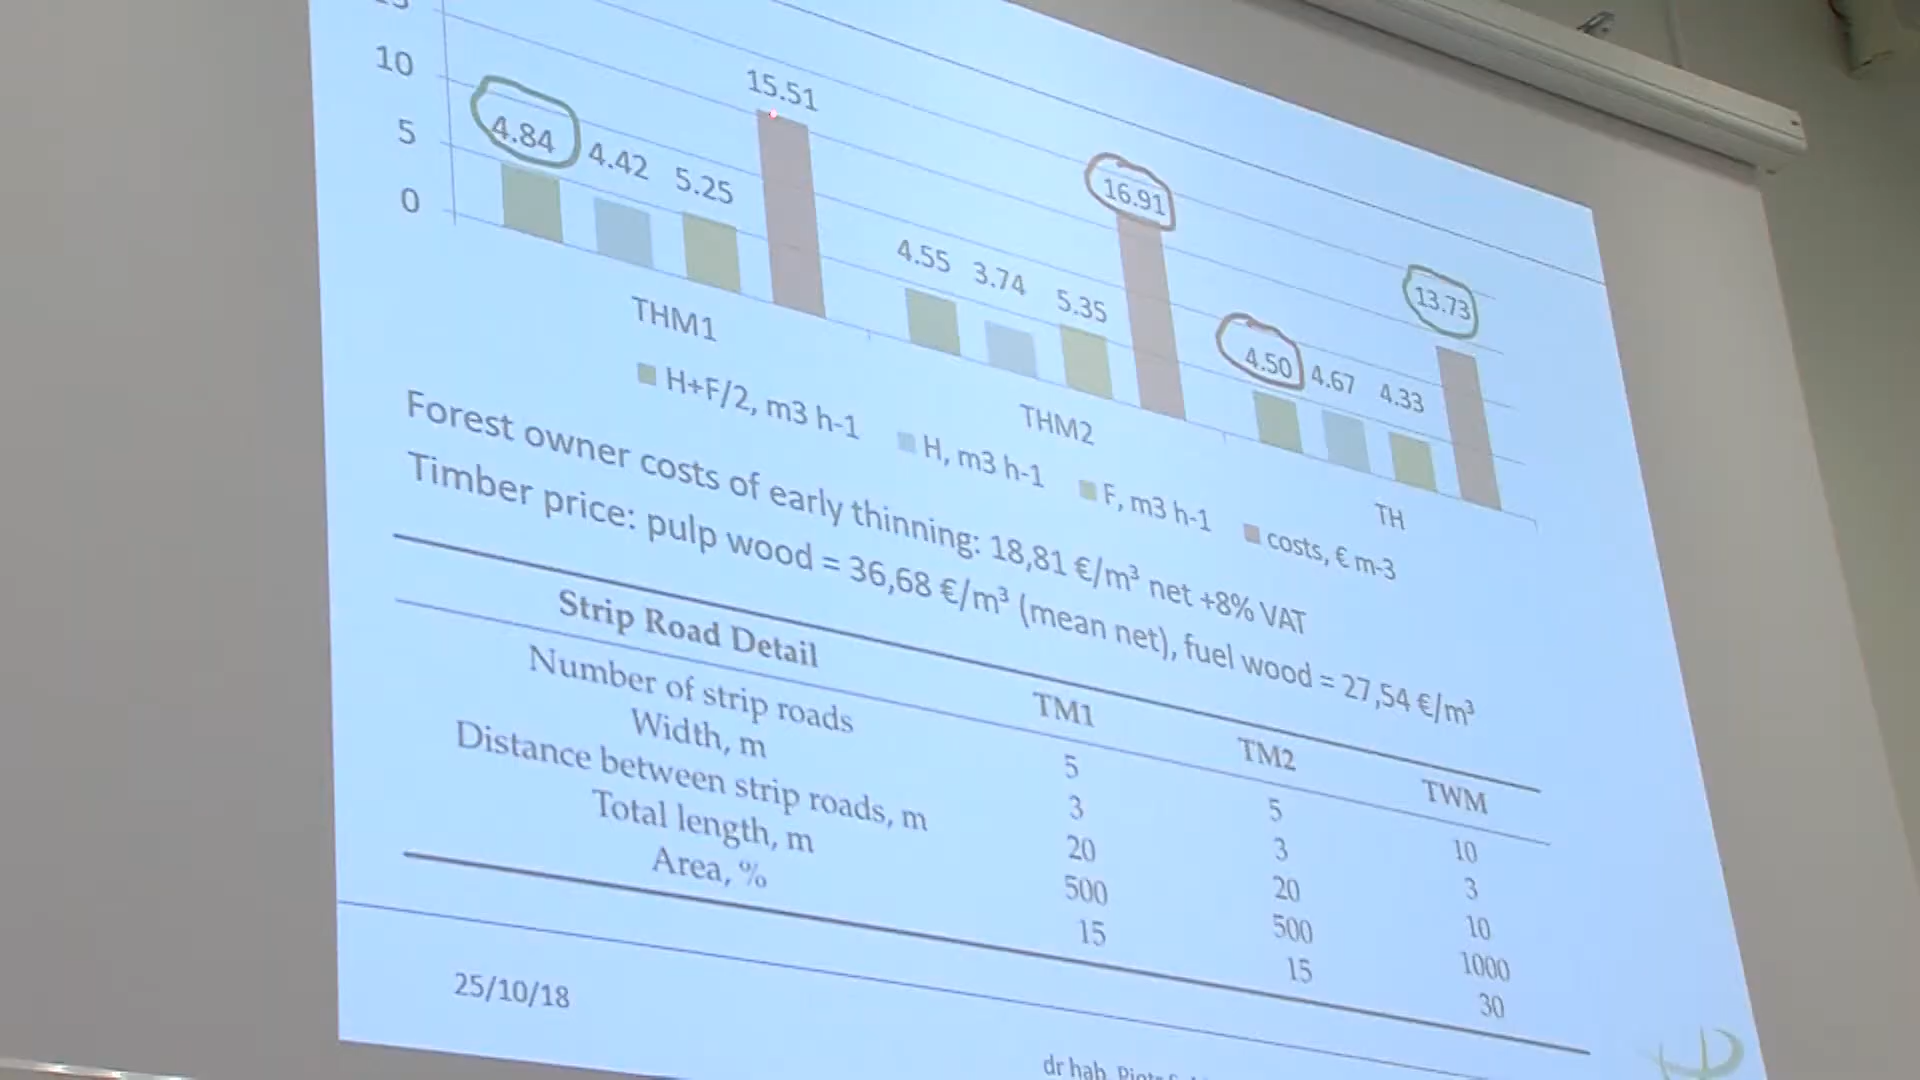 10
5
0
4.84 4.42 5.25 15.51
4.55 3.74 5.35 16.91
4.50 4.67 4.33 13.73
THM1 THM2 TH
H+F/2, m3 h-1 H, m3 h-1 F, m3 h-1 costs, € m-3
Forest owner costs of early thinning: 18,81 €/m³ net +8% VAT
Timber price: pulp wood = 36,68 €/m³ (mean net), fuel wood = 27,54 €/m³
Strip Road Detail TM1 TM2 TWM
Number of strip roads 5 5 10
Width, m 3 3 3
Distance between strip roads, m 20 20 10
Total length, m 500 500 1000
Area, % 15 15 30
25/10/18
dr hab.